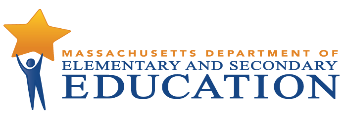 MASSACHUSETTS DEPARTMENT OF
ELEMENTARY AND SECONDARY
EDUCATION